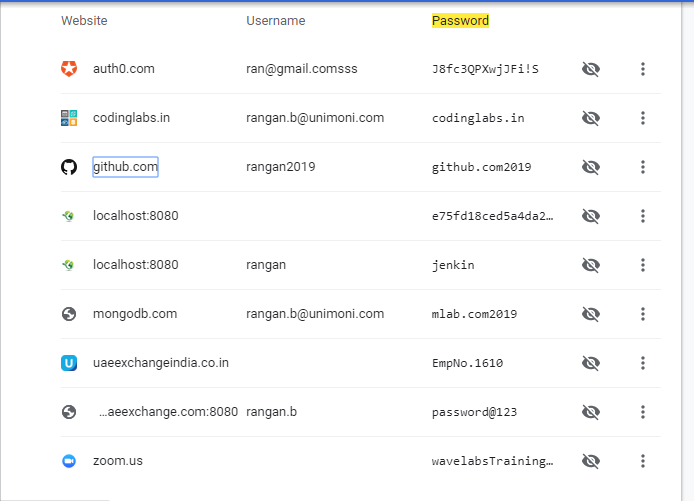 Website Username Password
auth0.com ran@gmail.comsss J8fc3QPXwjJFi!S
codinglabs.in rangan.b@unimoni.com codinglabs.in
github.com rangan2019 github.com2019
localhost:8080 e75fd18ced5a4da2…
localhost:8080 rangan jenkin
mongodb.com rangan.b@unimoni.com mlab.com2019
uaeexchangeindia.co.in EmpNo.1610
…aeexchange.com:8080 rangan.b password@123
zoom.us wavelabsTraining…